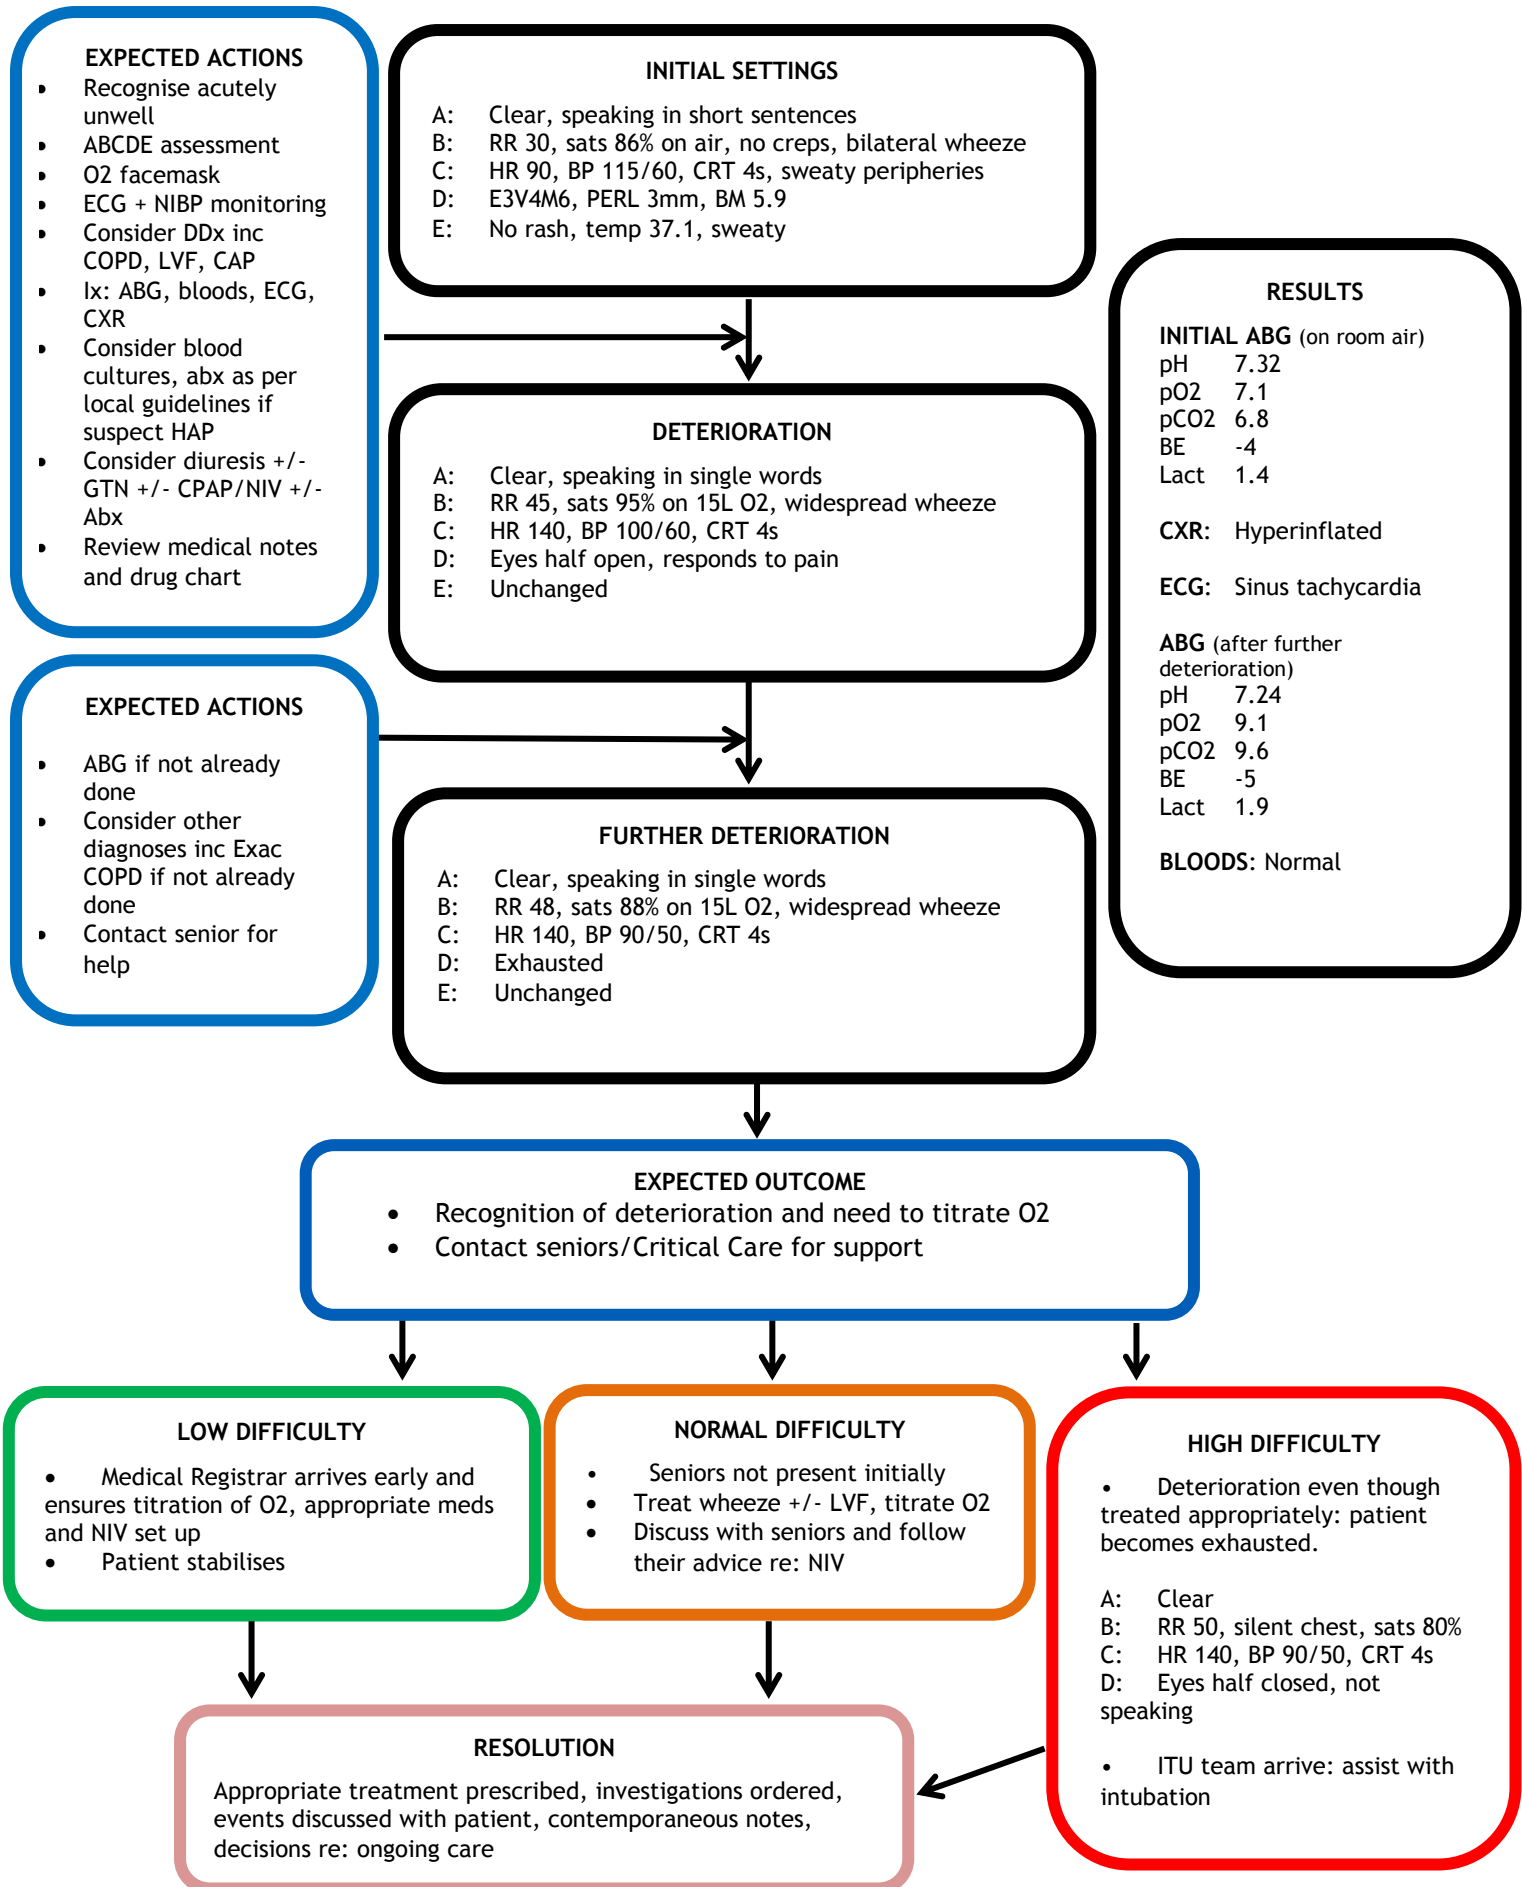 EXPECTED ACTIONS
• Recognise acutely
unwell
• ABCDE assessment
• O2 facemask
• ECG + NIBP monitoring
• Consider DDx inc
COPD, LVF, CAP
• Ix: ABG, bloods, ECG,
CXR
• Consider blood
cultures, abx as per
local guidelines if
suspect HAP
• Consider diuresis +/-
GTN +/- CPAP/NIV +/-
Abx
• Review medical notes
and drug chart
INITIAL SETTINGS
A: Clear, speaking in short sentences
B: RR 30, sats 86% on air, no creps, bilateral wheeze
C: HR 90, BP 115/60, CRT 4s, sweaty peripheries
D: E3V4M6, PERL 3mm, BM 5.9
E: No rash, temp 37.1, sweaty
DETERIORATION
A: Clear, speaking in single words
B: RR 45, sats 95% on 15L O2, widespread wheeze
C: HR 140, BP 100/60, CRT 4s
D: Eyes half open, responds to pain
E: Unchanged
RESULTS
INITIAL ABG (on room air)
pH 7.32
pO2 7.1
pCO2 6.8
BE -4
Lact 1.4
CXR: Hyperinflated
ECG: Sinus tachycardia
ABG (after further
deterioration)
pH 7.24
pO2 9.1
pCO2 9.6
BE -5
Lact 1.9
BLOODS: Normal
EXPECTED ACTIONS
• ABG if not already
done
• Consider other
diagnoses inc Exac
COPD if not already
done
• Contact senior for
help
FURTHER DETERIORATION
A: Clear, speaking in single words
B: RR 48, sats 88% on 15L O2, widespread wheeze
C: HR 140, BP 90/50, CRT 4s
D: Exhausted
E: Unchanged
EXPECTED OUTCOME
• Recognition of deterioration and need to titrate O2
• Contact seniors/Critical Care for support
LOW DIFFICULTY
• Medical Registrar arrives early and
ensures titration of O2, appropriate meds
and NIV set up
• Patient stabilises
NORMAL DIFFICULTY
• Seniors not present initially
• Treat wheeze +/- LVF, titrate O2
• Discuss with seniors and follow
their advice re: NIV
HIGH DIFFICULTY
• Deterioration even though
treated appropriately: patient
becomes exhausted.
A: Clear
B: RR 50, silent chest, sats 80%
C: HR 140, BP 90/50, CRT 4s
D: Eyes half closed, not
speaking
• ITU team arrive: assist with
intubation
RESOLUTION
Appropriate treatment prescribed, investigations ordered,
events discussed with patient, contemporaneous notes,
decisions re: ongoing care